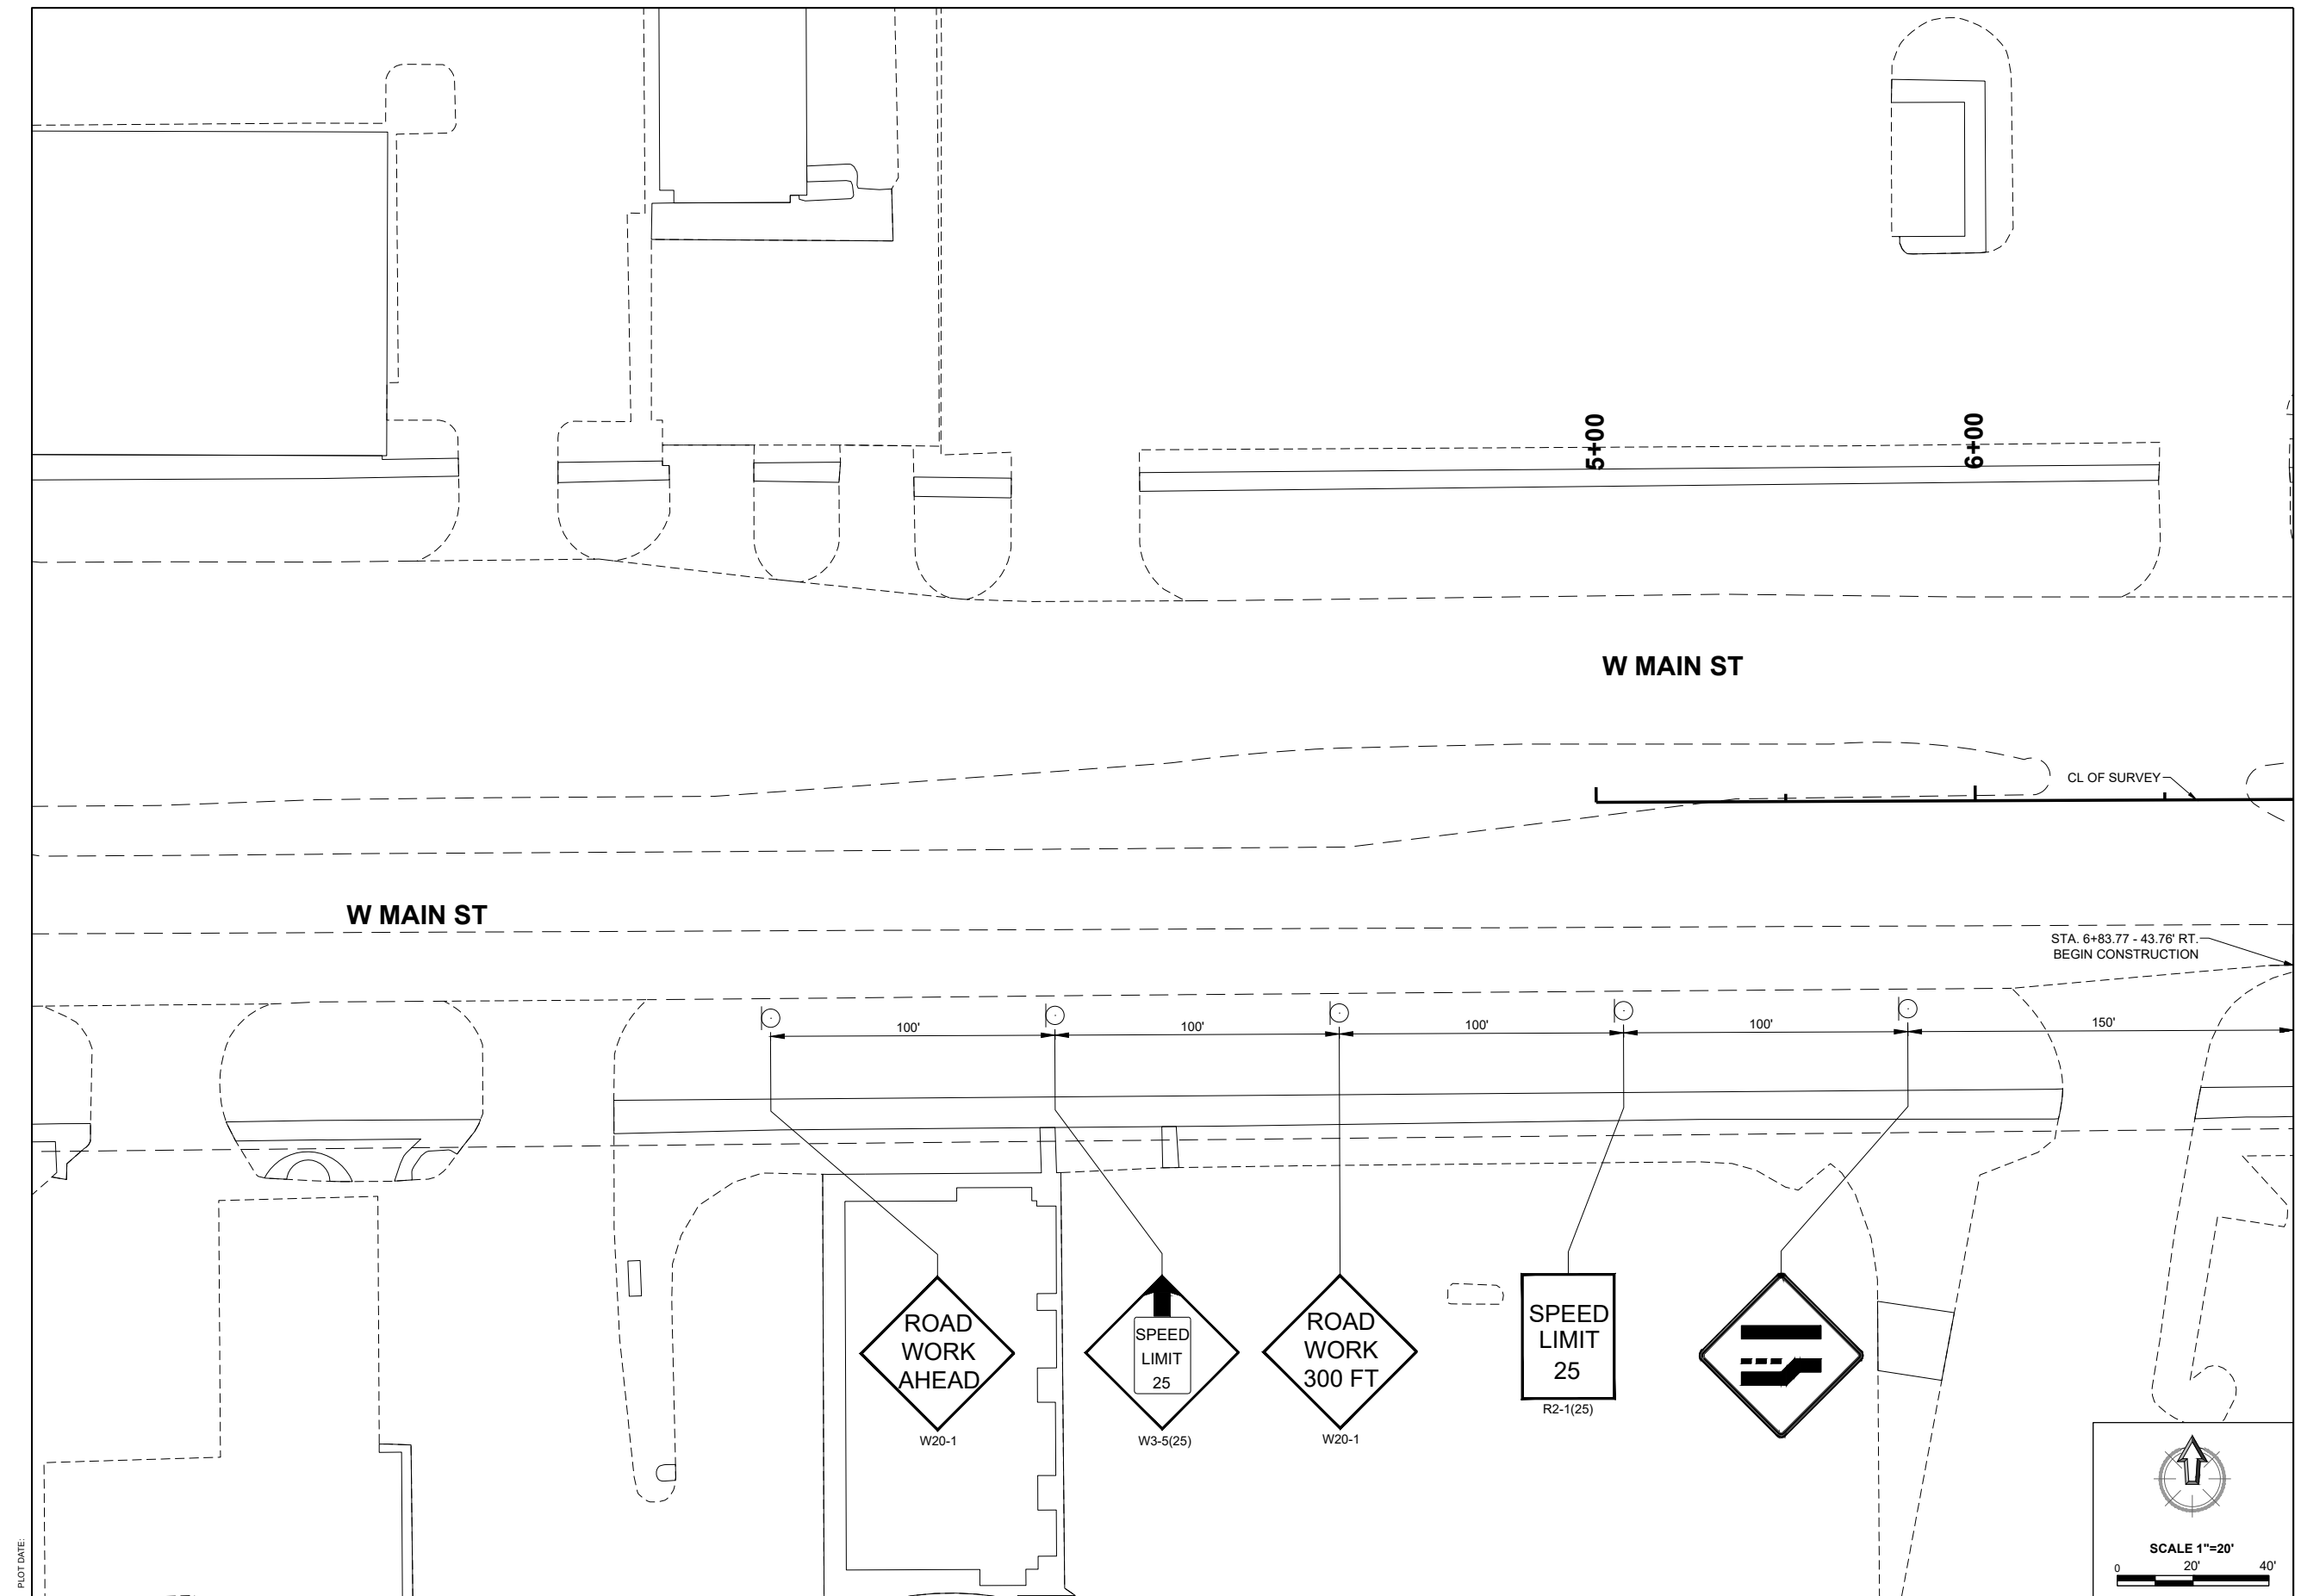 5+00
6+00
W MAIN ST
CL OF SURVEY
W MAIN ST
STA. 6+83.77 - 43.76' RT.
BEGIN CONSTRUCTION
100'
100'
100'
100'
150'
ROAD
WORK
AHEAD
W20-1
SPEED
LIMIT
25
W3-5(25)
ROAD
WORK
300 FT
W20-1
SPEED
LIMIT
25
R2-1(25)
SCALE 1"=20'
0 20' 40'
PLOT DATE: